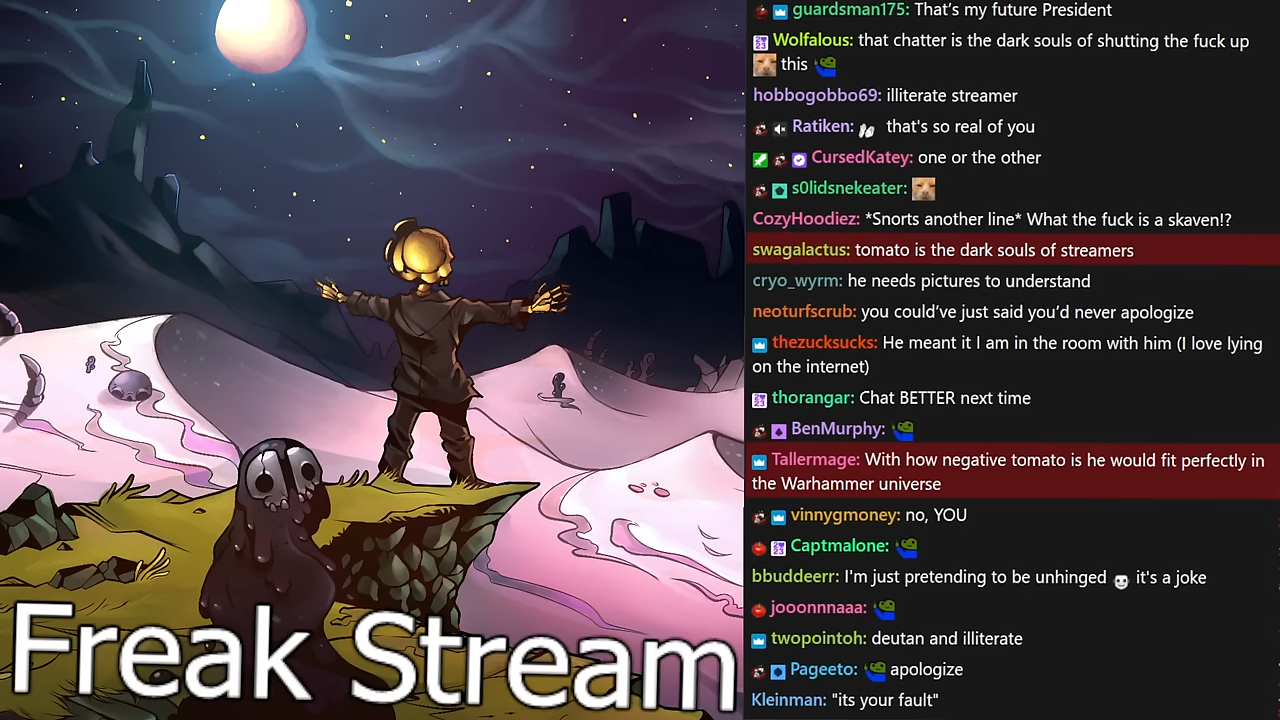 guardsman175: That's my future President
Wolfalous: that chatter is the dark souls of shutting the fuck up
this
hobbogobbo69: illiterate streamer
Ratiken: that's so real of you
CursedKatey: one or the other
s0lidsnekeater:
CozyHoodiez: *Snorts another line* What the fuck is a skaven!?
swagalactus: tomato is the dark souls of streamers
cryo_wyrm: he needs pictures to understand
neoturfscrub: you could've just said you'd never apologize
thezucksucks: He meant it I am in the room with him (I love lying
on the internet)
thorangar: Chat BETTER next time
BenMurphy:
Tallermage: With how negative tomato is he would fit perfectly in
the Warhammer universe
vinnygmoney: no, YOU
Captmalone:
bbuddeerr: I'm just pretending to be unhinged it's a joke
jooonnnaaa:
twopointoh: deutan and illiterate
Pageeto: apologize
Kleinman: "its your fault"
Freak Stream